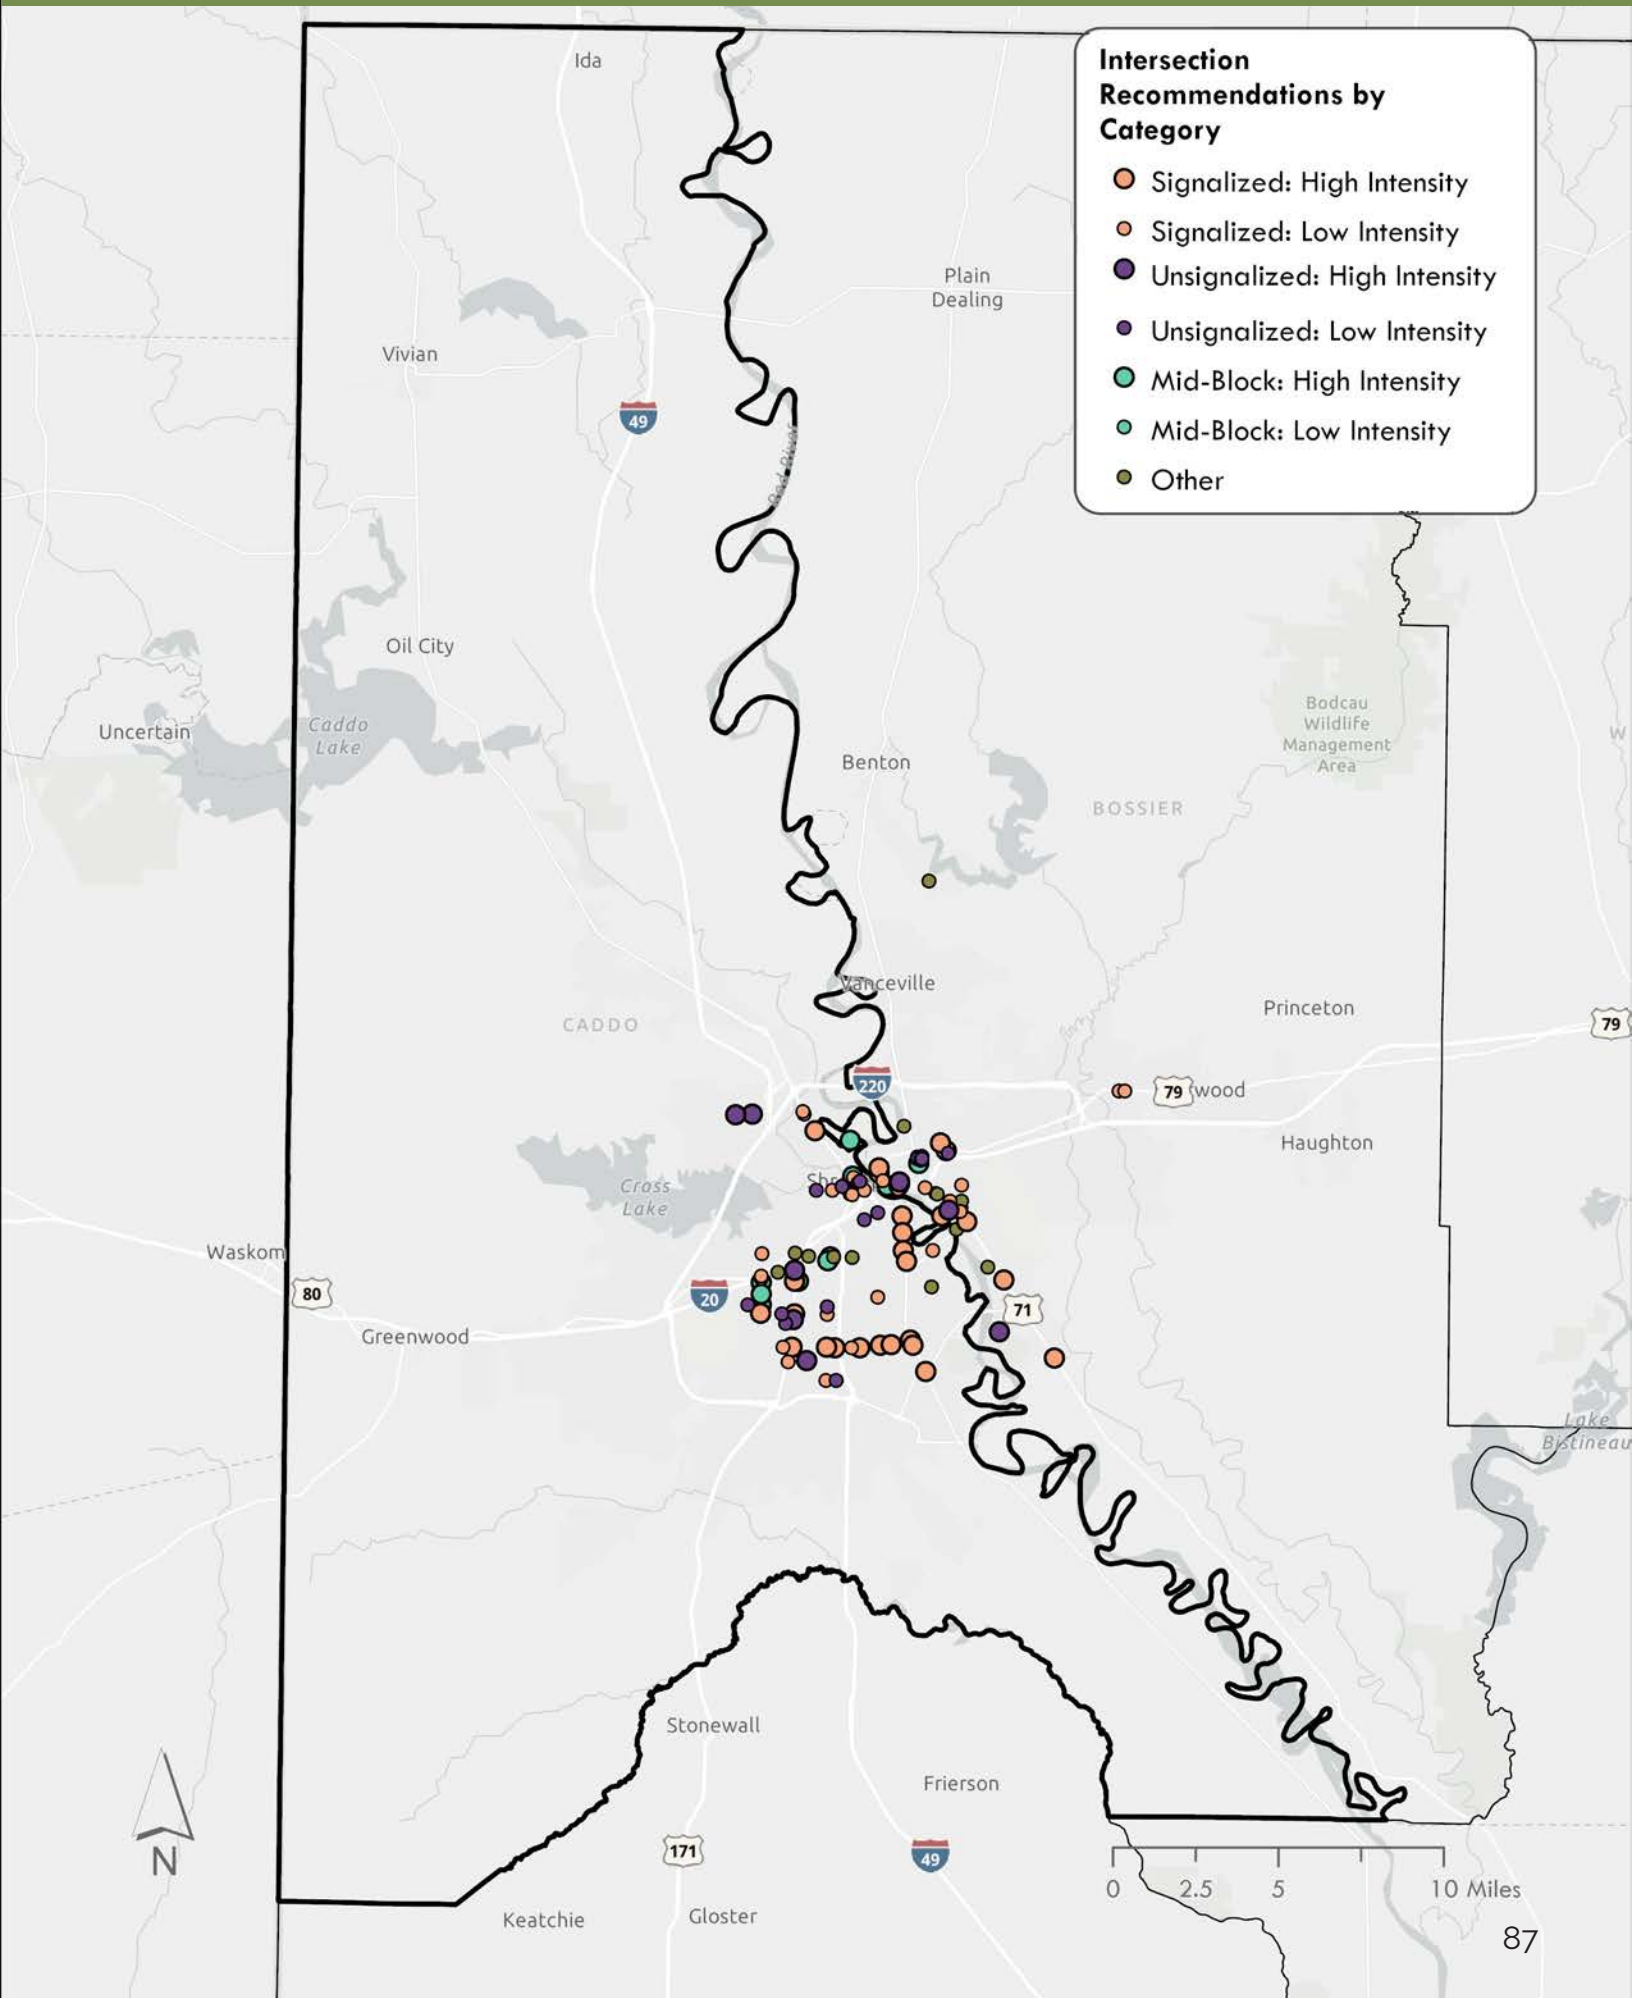 Intersection
Recommendations by
Category
Signalized: High Intensity
Signalized: Low Intensity
Unsignalized: High Intensity
Unsignalized: Low Intensity
Mid-Block: High Intensity
Mid-Block: Low Intensity
Other
Ida
Plain
Dealing
Vivian
49
Red River
Oil City
Bodcau
Wildlife
Management
Area
Uncertain
Caddo
Lake
W
Benton
BOSSIER
Vanceville
CADDO
Princeton
79
220
79
wood
Haughton
Cross
Lake
Waskom
80
20
71
Greenwood
Lake
Bistineau
Stonewall
Frierson
171
49
N
0 2.5 5 10 Miles
Keatchie
Gloster
87